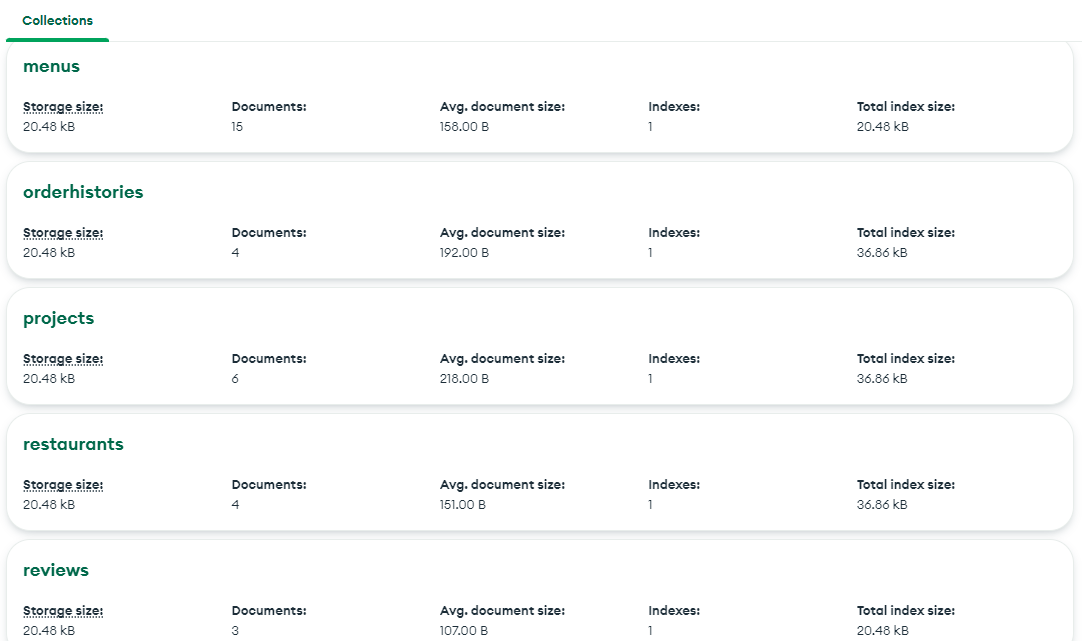 Collections
menus
Storage size: Documents: Avg. document size: Indexes: Total index size:
20.48 kB 15 158.00 B 1 20.48 kB
orderhistories
Storage size: Documents: Avg. document size: Indexes: Total index size:
20.48 kB 4 192.00 B 1 36.86 kB
projects
Storage size: Documents: Avg. document size: Indexes: Total index size:
20.48 kB 6 218.00 B 1 36.86 kB
restaurants
Storage size: Documents: Avg. document size: Indexes: Total index size:
20.48 kB 4 151.00 B 1 36.86 kB
reviews
Storage size: Documents: Avg. document size: Indexes: Total index size:
20.48 kB 3 107.00 B 1 20.48 kB